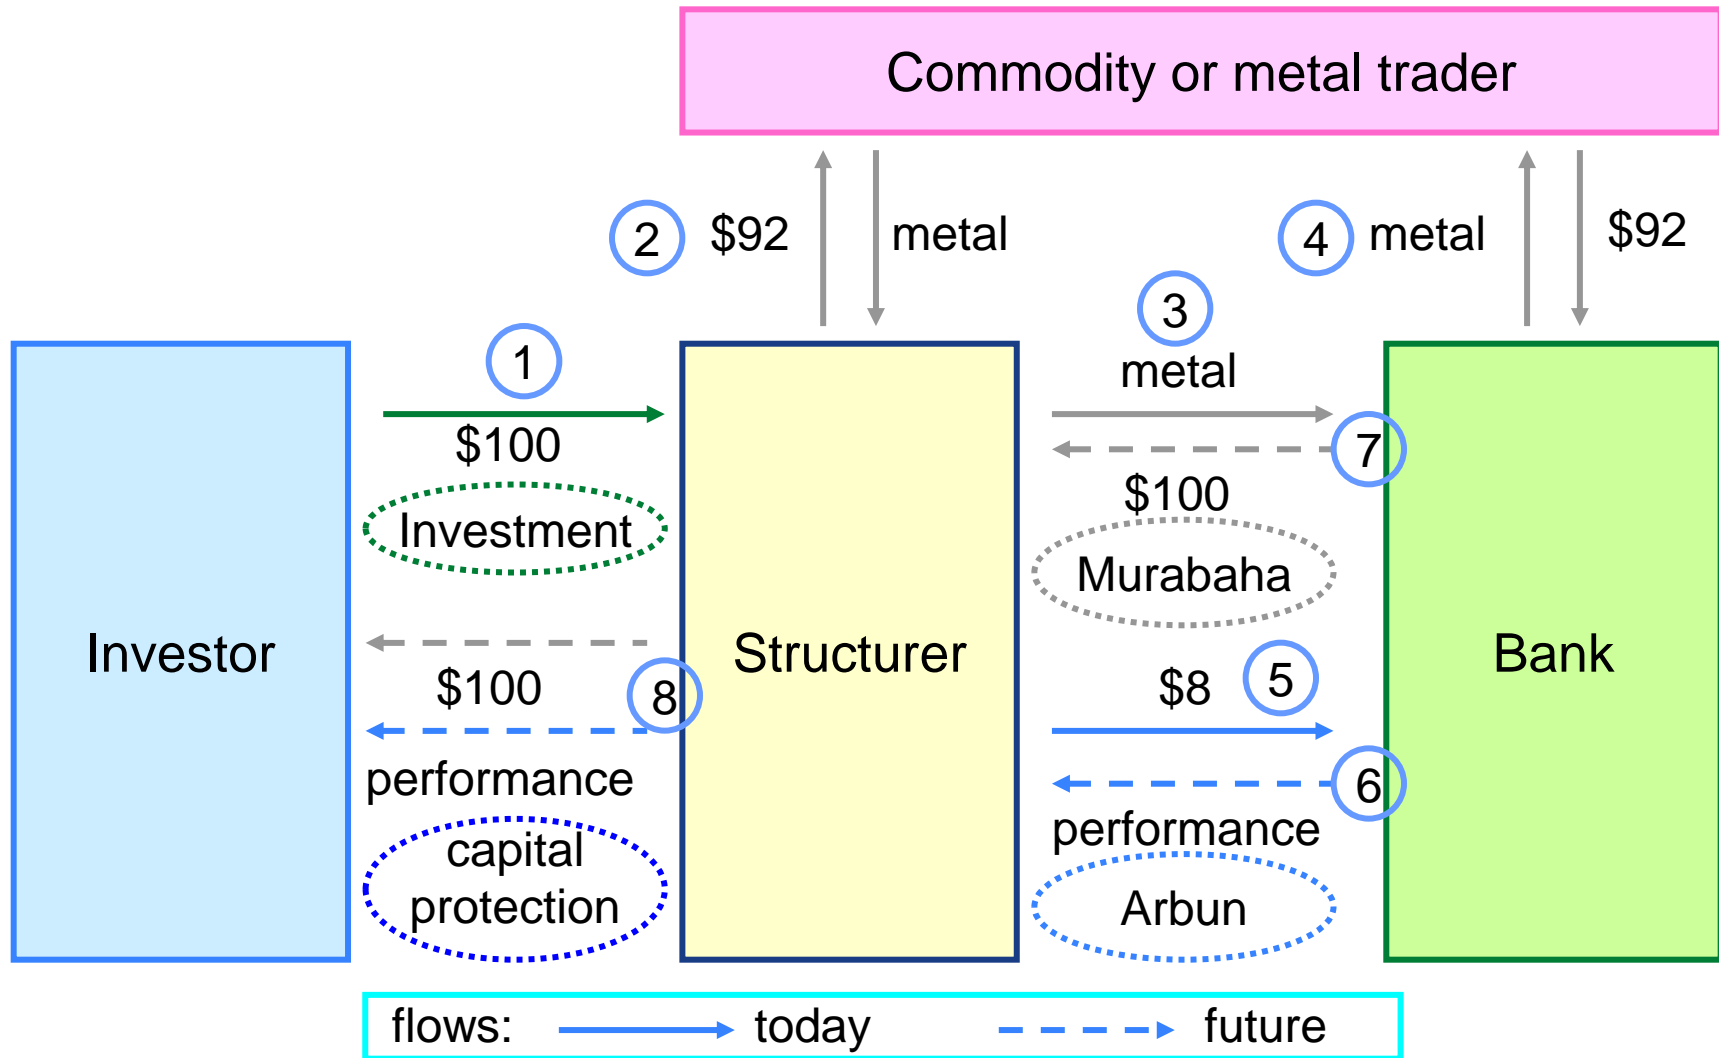 Commodity or metal trader
2
$92
metal
4
metal
$92
3
metal
1
$100
Investment
7
$100
Murabaha
Investor
Structurer
Bank
$100
8
$8
5
performance
6
performance
capital
protection
Arbun
flows:
today
future